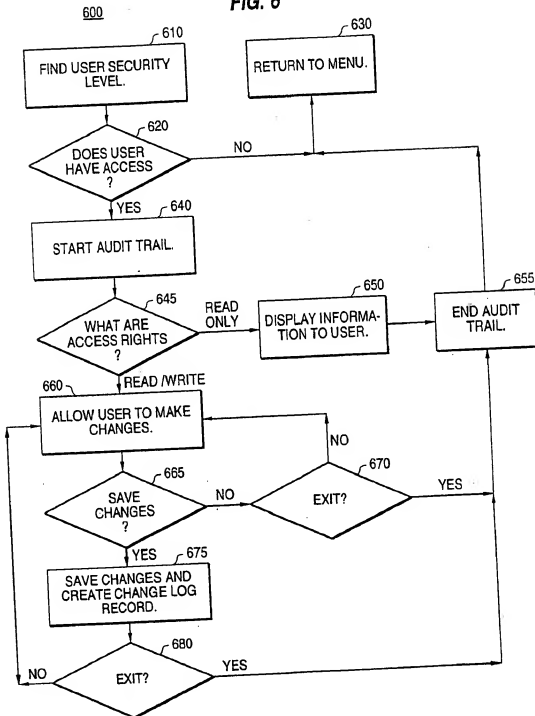 FIG. 6
600
610
FIND USER SECURITY
LEVEL.
630
RETURN TO MENU.
620
DOES USER
HAVE ACCESS
?
NO
YES
640
START AUDIT TRAIL.
645
WHAT ARE
ACCESS RIGHTS
?
READ
ONLY
650
DISPLAY INFORMA-
TION TO USER.
655
END AUDIT
TRAIL.
READ/WRITE
660
ALLOW USER TO MAKE
CHANGES.
NO
665
SAVE
CHANGES
?
NO
670
EXIT?
YES
YES
675
SAVE CHANGES AND
CREATE CHANGE LOG
RECORD.
680
EXIT?
NO
YES